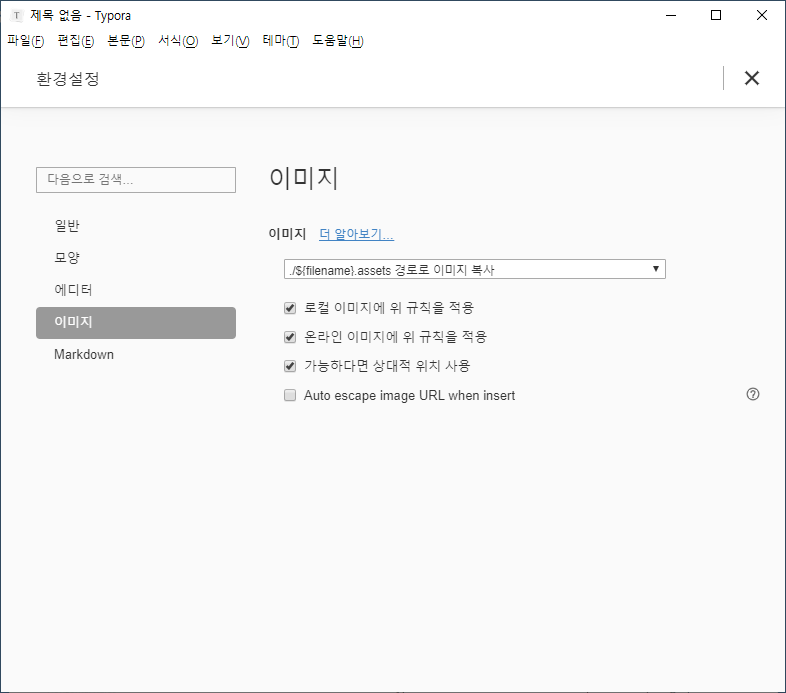 T 제목 없음 - Typora
파일(F) 편집(E) 본문(P) 서식(O) 보기(V) 테마(T) 도움말(H)
환경설정
다음으로 검색...
일반
모양
에디터
이미지
Markdown
이미지
이미지 더 알아보기...
./${filename}.assets 경로로 이미지 복사
로컬 이미지에 위 규칙을 적용
온라인 이미지에 위 규칙을 적용
가능하다면 상대적 위치 사용
Auto escape image URL when insert